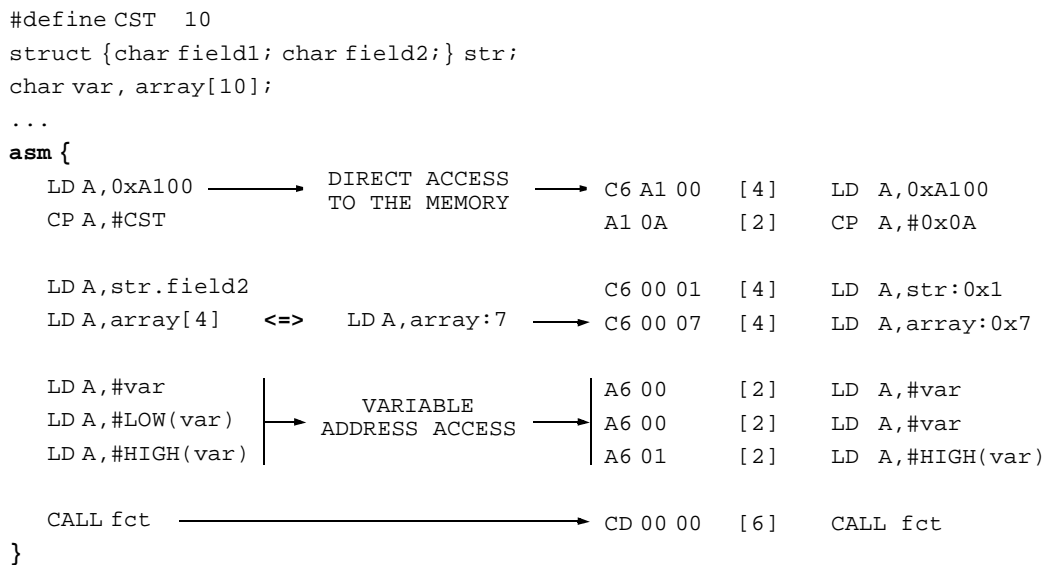 #define CST 10
struct {char field1; char field2;} str;
char var, array[10];
...
asm {
LD A,0xA100 DIRECT ACCESS TO THE MEMORY C6 A1 00 [4] LD A,0xA100
CP A,#CST A1 0A [2] CP A,#0x0A
LD A,str.field2 C6 00 01 [4] LD A,str:0x1
LD A,array[4] <=> LD A,array:7 C6 00 07 [4] LD A,array:0x7
LD A,#var A6 00 [2] LD A,#var
LD A,#LOW(var) VARIABLE ADDRESS ACCESS A6 00 [2] LD A,#var
LD A,#HIGH(var) A6 01 [2] LD A,#HIGH(var)
CALL fct CD 00 00 [6] CALL fct
}